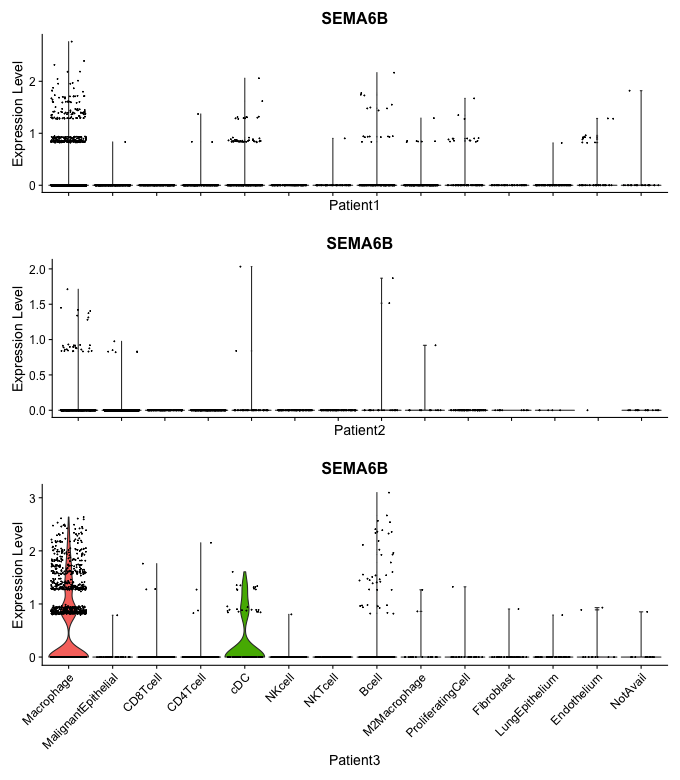 SEMA6B
Expression Level
2
1
0
Patient1
SEMA6B
Expression Level
2.0
1.5
1.0
0.5
0.0
Patient2
SEMA6B
Expression Level
3
2
1
0
Macrophage
MalignantEpithelial
CD8Tcell
CD4Tcell
cDC
NKcell
NKTcell
Bcell
M2Macrophage
ProliferatingCell
Fibroblast
LungEpithelium
Endothelium
NotAvail
Patient3